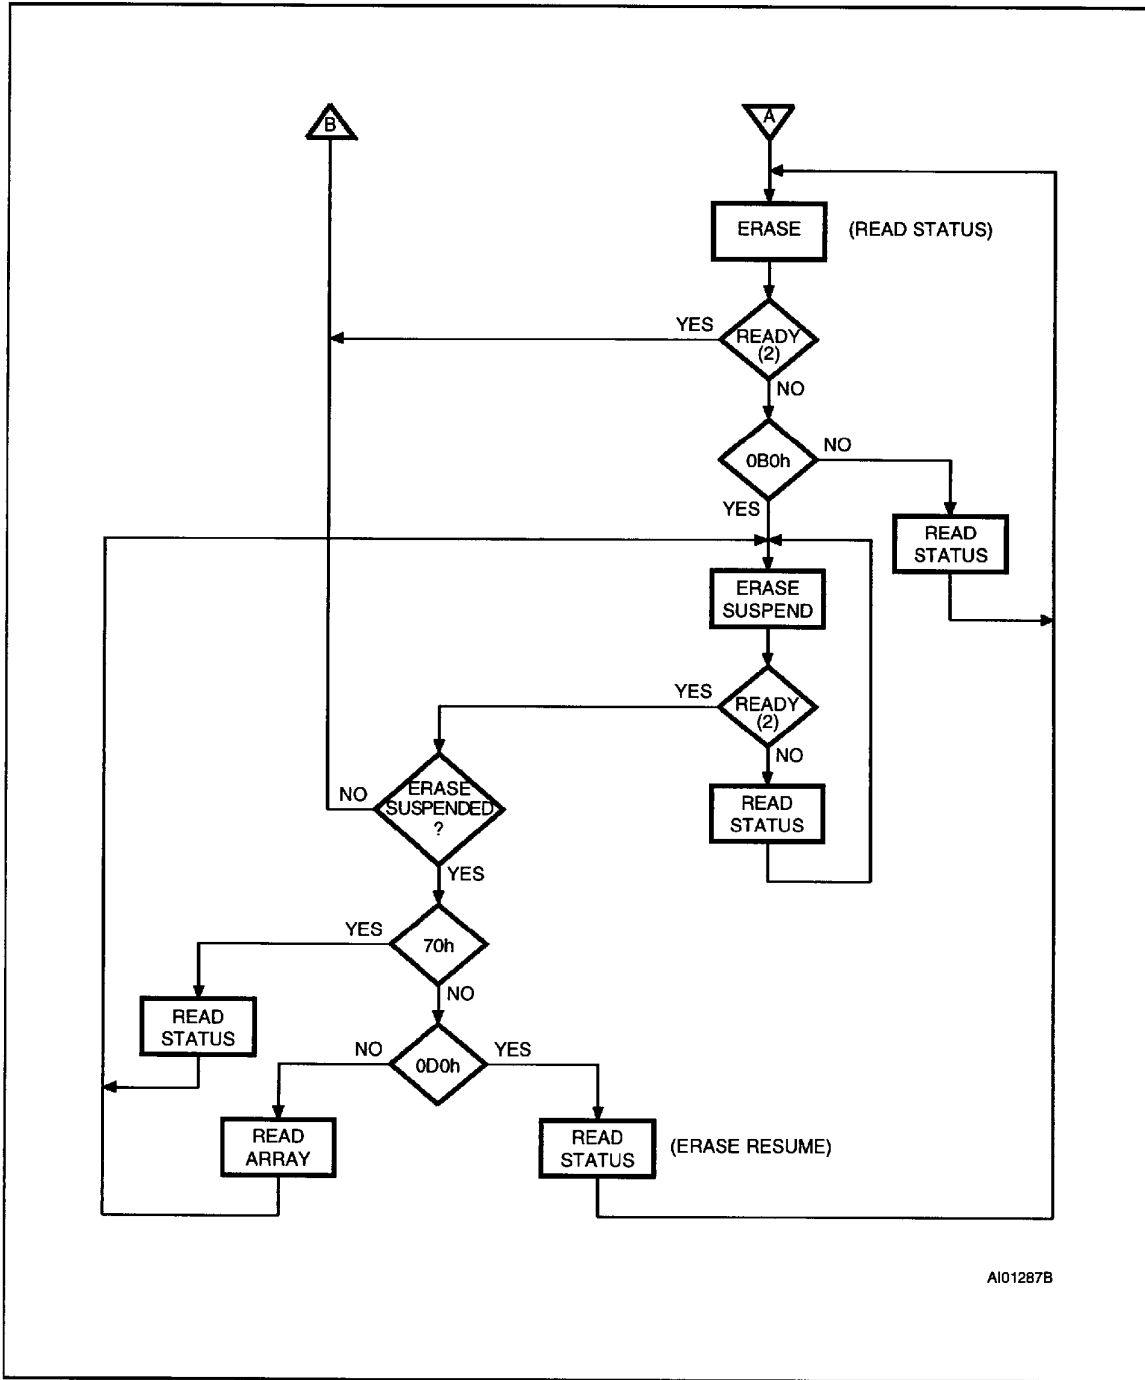 B
A
ERASE
(READ STATUS)
YES
READY
(2)
NO
0B0h
NO
YES
READ
STATUS
ERASE
SUSPEND
YES
READY
(2)
NO
READ
STATUS
NO
ERASE
SUSPENDED
?
YES
YES
70h
NO
READ
STATUS
NO
0D0h
YES
READ
ARRAY
READ
STATUS
(ERASE RESUME)
AI01287B